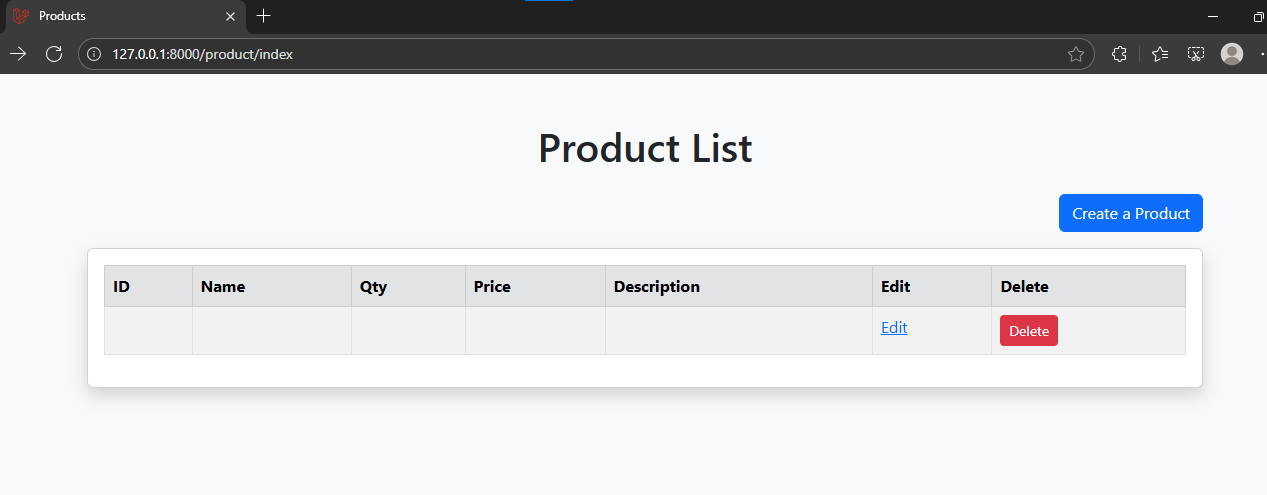 Products
127.0.0.1:8000/product/index
Product List
Create a Product
ID Name Qty Price Description Edit Delete
Edit Delete